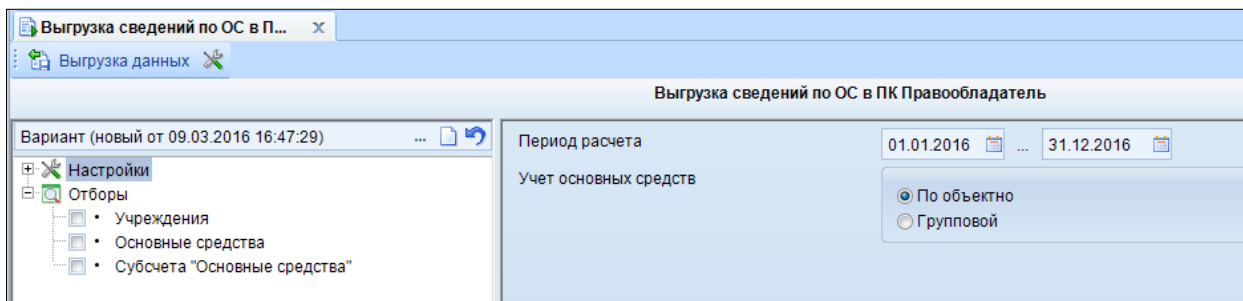 Выгрузка сведений по ОС в П... x
Выгрузка данных
Выгрузка сведений по ОС в ПК Правообладатель
Вариант (новый от 09.03.2016 16:47:29) ...
Настройки
Отборы
Учреждения
Основные средства
Субсчета "Основные средства"
Период расчета 01.01.2016 ... 31.12.2016
Учет основных средств
По объектно
Групповой